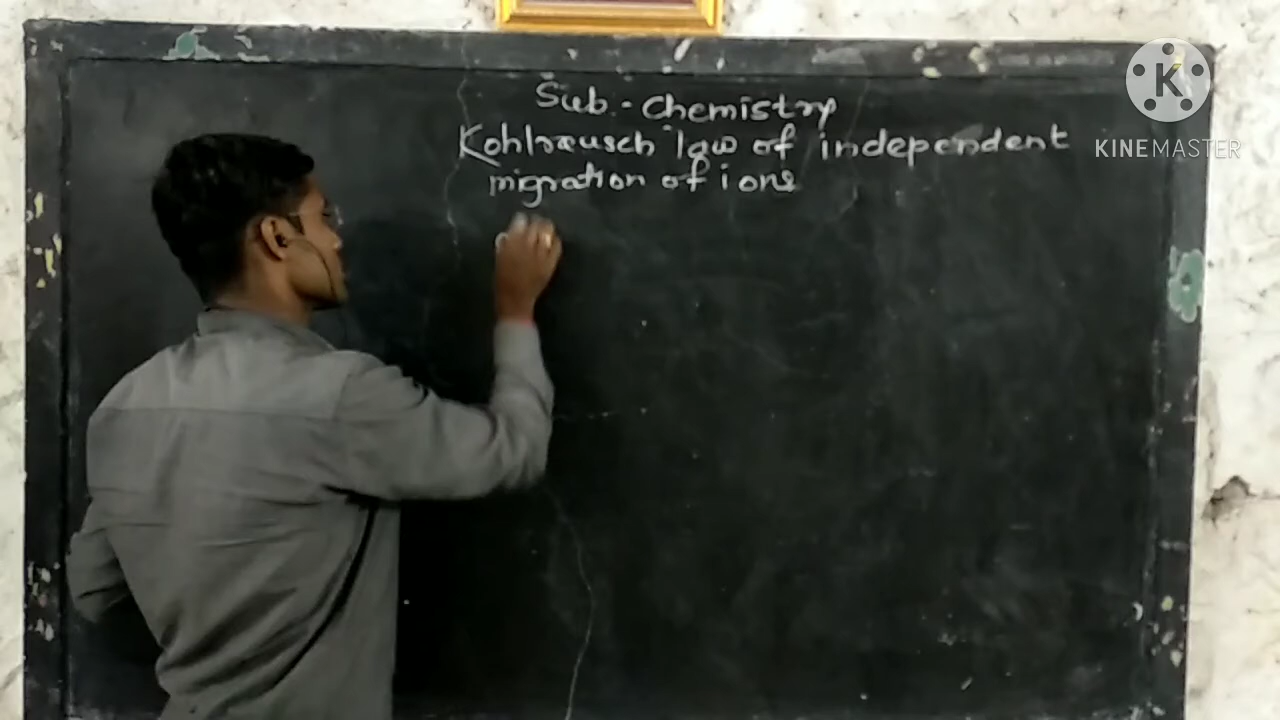 Sub.- Chemistry
Kohlrausch law of independent
migration of ions
K
KINEMASTER